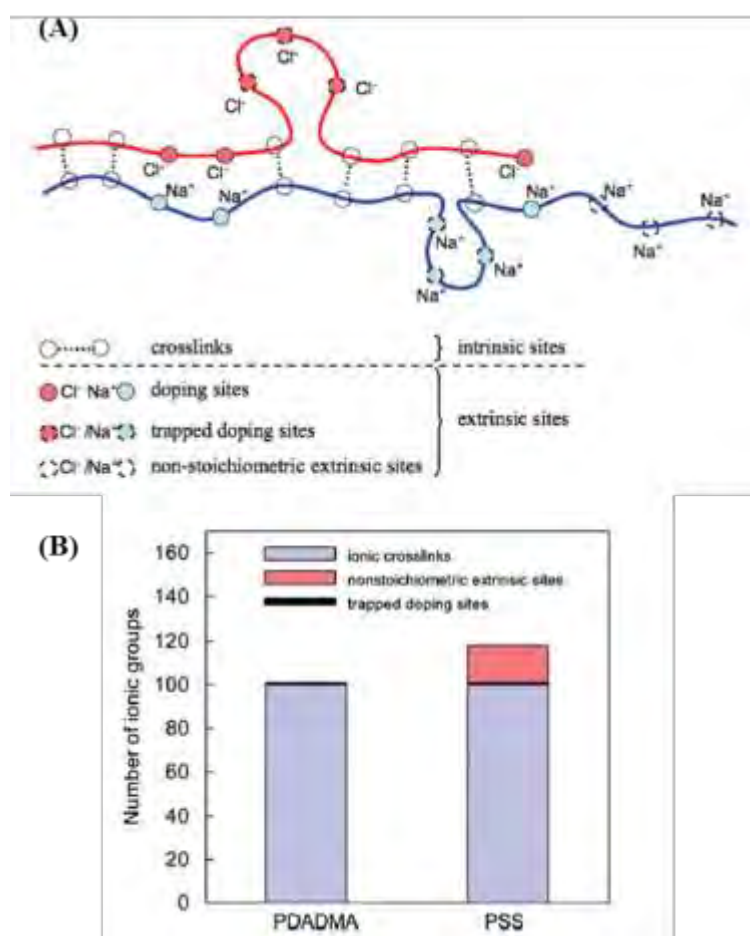 (A)
Cl⁻
Cl⁻
Cl⁻
Cl⁻
Cl⁻
Cl⁻
Na⁺
Na⁺
Na⁺
Na⁺
Na⁺
Na⁺
Na⁺
Na⁺
Na⁺
crosslinks } intrinsic sites
Cl⁻ Na⁺ doping sites
Cl⁻/Na⁺ trapped doping sites } extrinsic sites
Cl⁻/Na⁺ non-stoichiometric extrinsic sites
(B)
ionic crosslinks
nonstoichiometric extrinsic sites
trapped doping sites
Number of ionic groups
160
140
120
100
80
60
40
20
0
PDADMA PSS